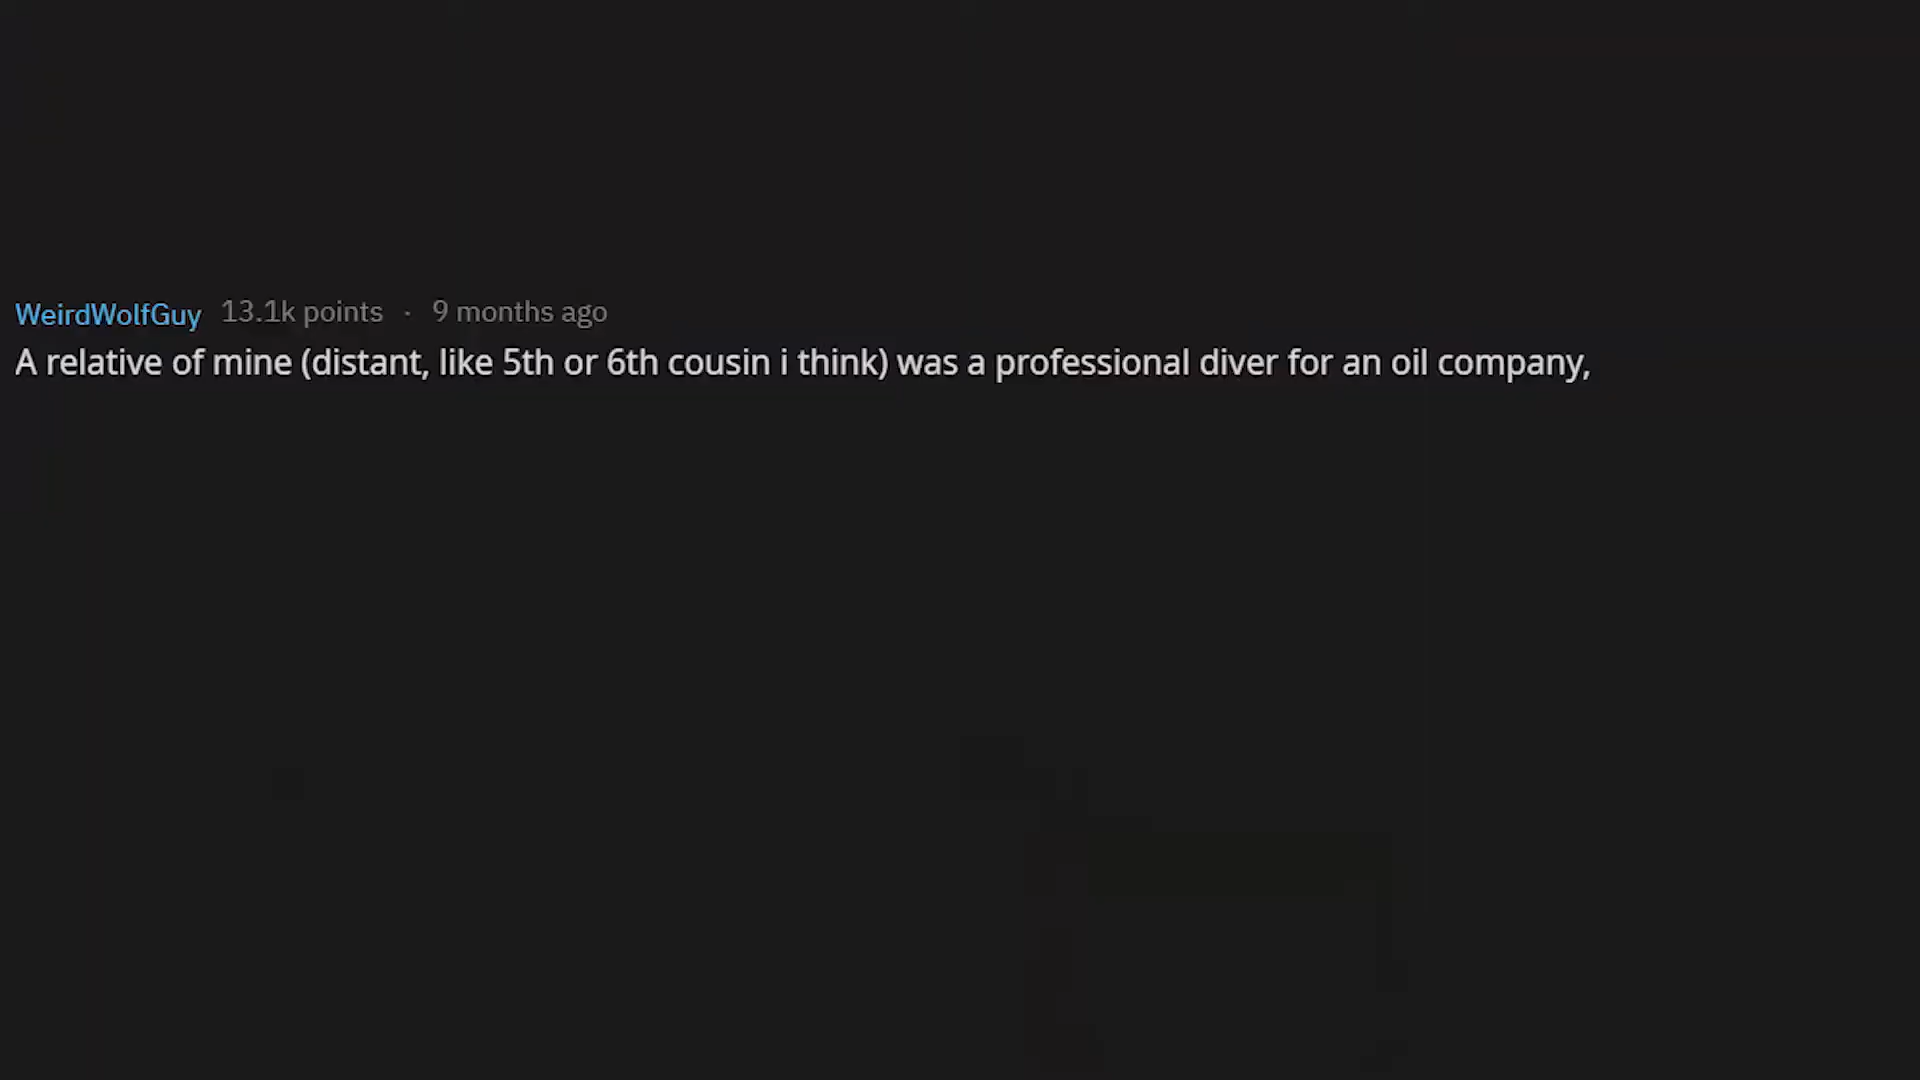 WeirdWolfGuy 13.1k points · 9 months ago
A relative of mine (distant, like 5th or 6th cousin i think) was a professional diver for an oil company,